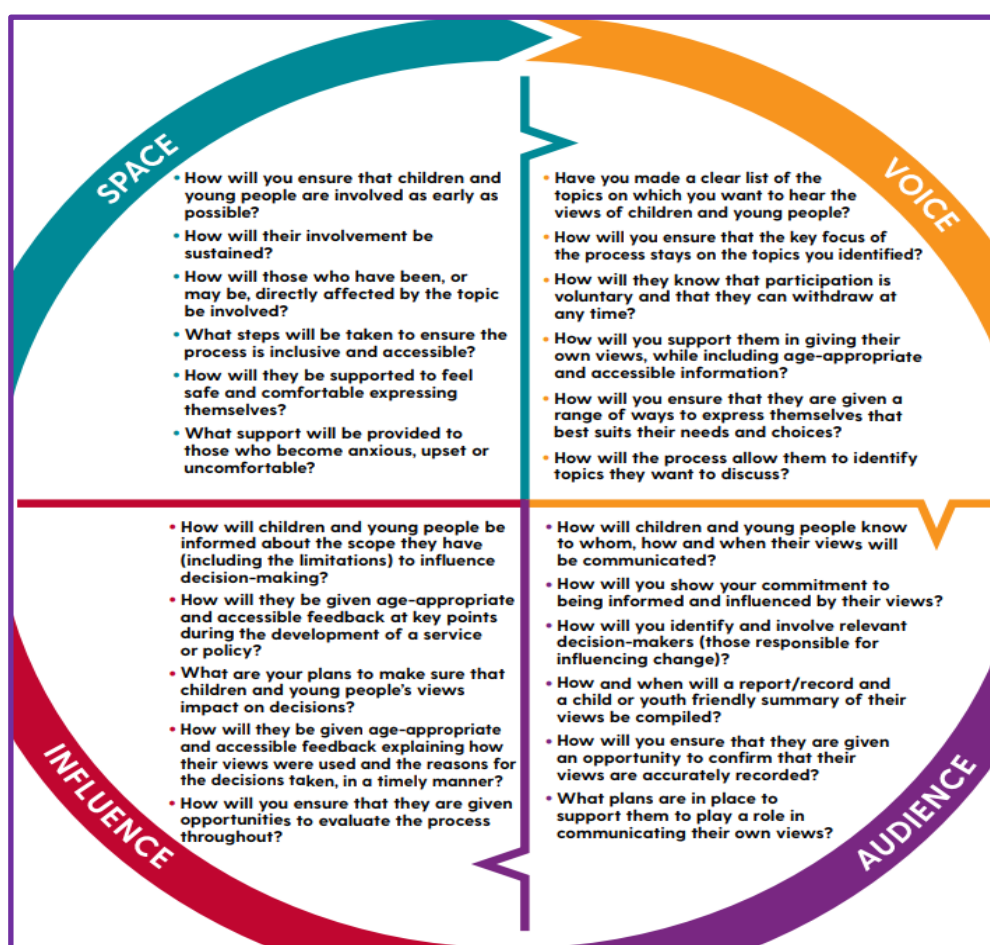 SPACE
• How will you ensure that children and
young people are involved as early as
possible?
• How will their involvement be
sustained?
• How will those who have been, or
may be, directly affected by the topic
be involved?
• What steps will be taken to ensure the
process is inclusive and accessible?
• How will they be supported to feel
safe and comfortable expressing
themselves?
• What support will be provided to
those who become anxious, upset or
uncomfortable?
VOICE
• Have you made a clear list of the
topics on which you want to hear the
views of children and young people?
• How will you ensure that the key focus of
the process stays on the topics you identified?
• How will they know that participation is
voluntary and that they can withdraw at
any time?
• How will you support them in giving their
own views, while including age-appropriate
and accessible information?
• How will you ensure that they are given a
range of ways to express themselves that
best suits their needs and choices?
• How will the process allow them to identify
topics they want to discuss?
INFLUENCE
• How will children and young people be
informed about the scope they have
(including the limitations) to influence
decision-making?
• How will they be given age-appropriate
and accessible feedback at key points
during the development of a service
or policy?
• What are your plans to make sure that
children and young people's views
impact on decisions?
• How will they be given age-appropriate
and accessible feedback explaining how
their views were used and the reasons for
the decisions taken, in a timely manner?
• How will you ensure that they are given
opportunities to evaluate the process
throughout?
AUDIENCE
• How will children and young people know
to whom, how and when their views will
be communicated?
• How will you show your commitment to
being informed and influenced by their views?
• How will you identify and involve relevant
decision-makers (those responsible for
influencing change)?
• How and when will a report/record and
a child or youth friendly summary of their
views be compiled?
• How will you ensure that they are given
an opportunity to confirm that their
views are accurately recorded?
• What plans are in place to
support them to play a role in
communicating their own views?